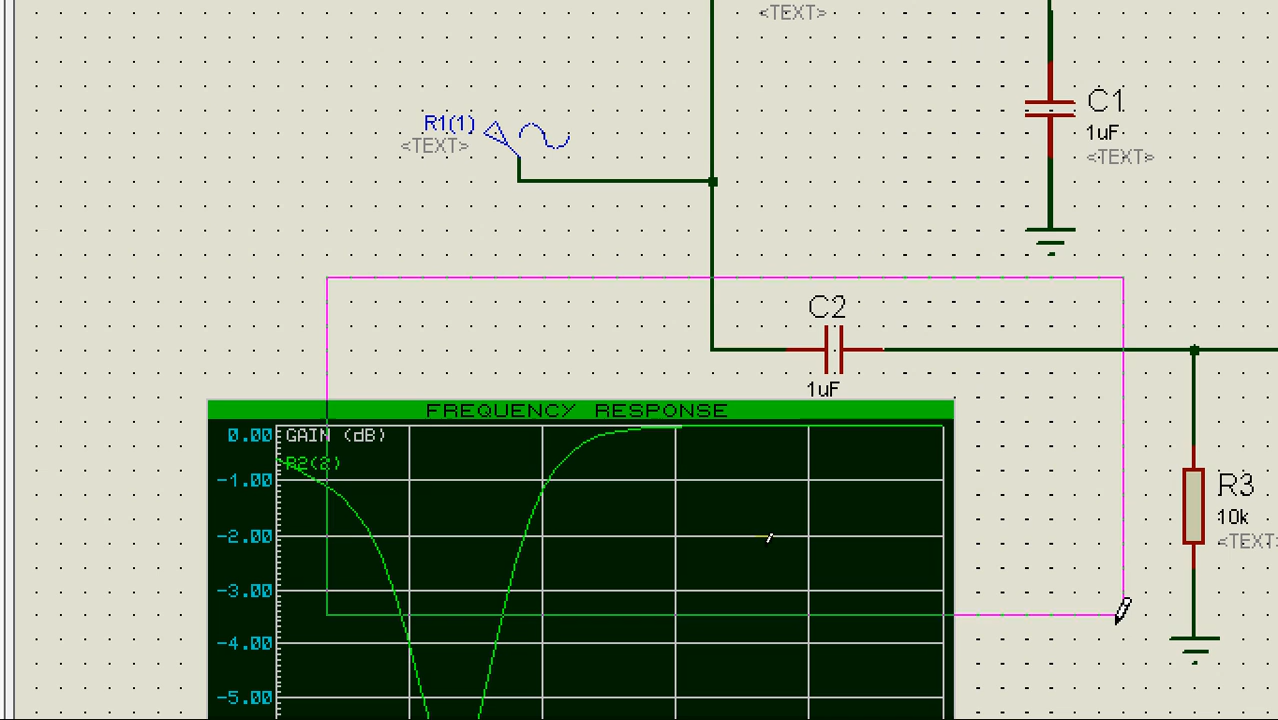 <TEXT>
C1
1uF
<TEXT>
R1(1)
<TEXT>
C2
1uF
FREQUENCY RESPONSE
0.00
GAIN (dB)
R2(2)
-1.00
-2.00
-3.00
-4.00
-5.00
R3
10k
<TEXT>